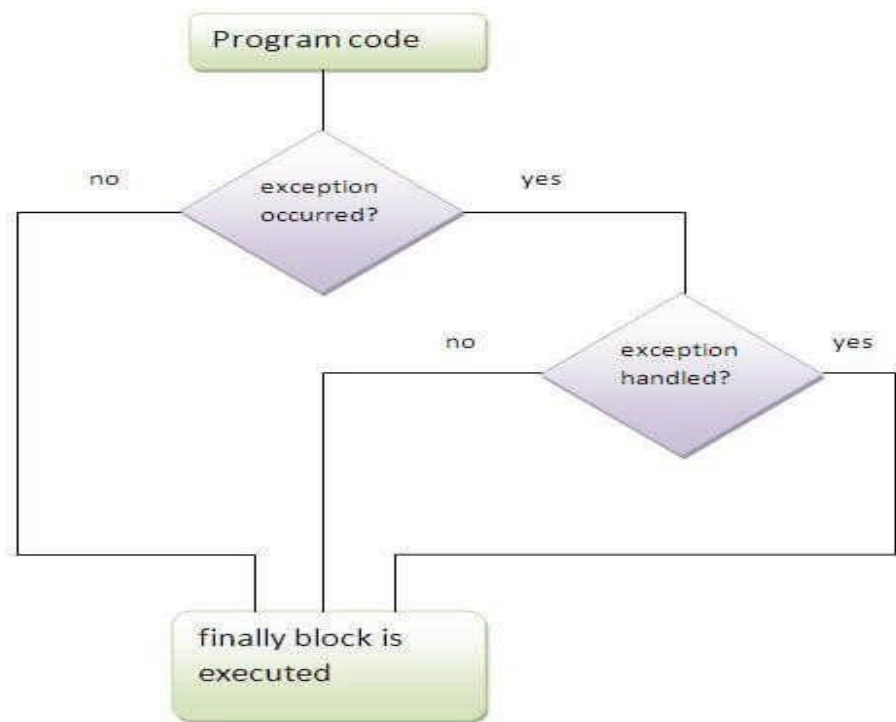 Program code
no
exception
occurred?
yes
no
exception
handled?
yes
finally block is
executed